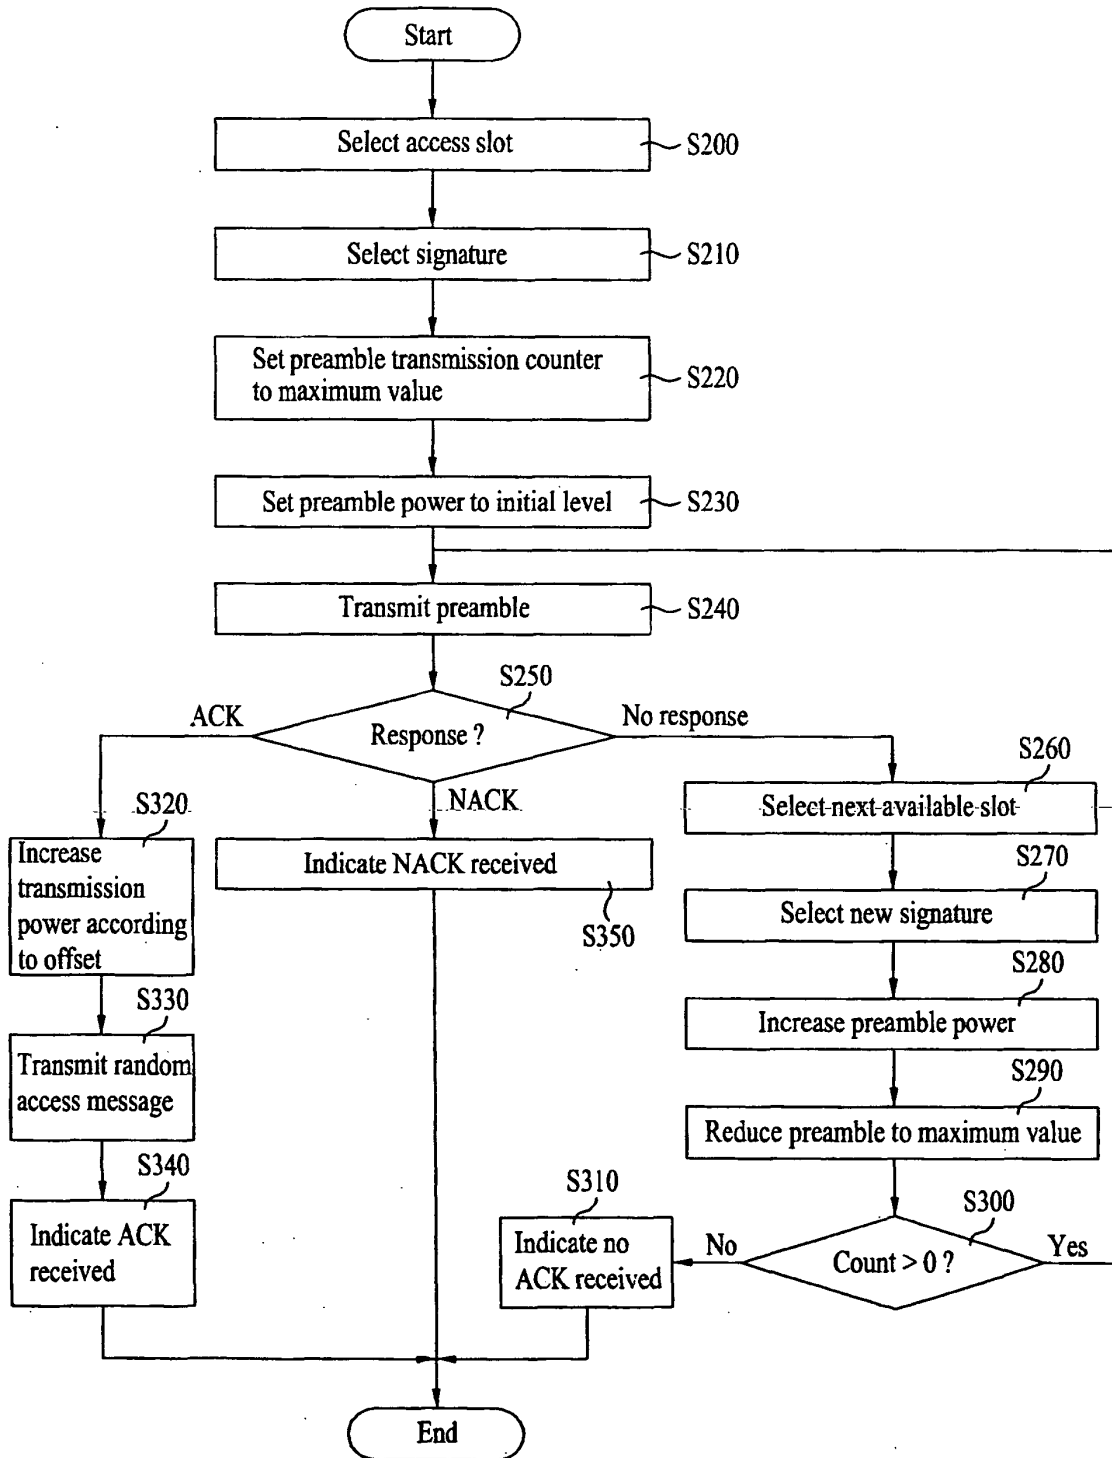 Start
Select access slot
S200
Select signature
S210
Set preamble transmission counter
to maximum value
S220
Set preamble power to initial level
S230
Transmit preamble
S240
S250
Response ?
ACK
No response
NACK
S260
Select next available slot
S320
Increase
transmission
power according
to offset
Indicate NACK received
S350
S270
Select new signature
S280
Increase preamble power
S330
Transmit random
access message
S290
Reduce preamble to maximum value
S340
Indicate ACK
received
S310
Indicate no
ACK received
No
S300
Count > 0 ?
Yes
End